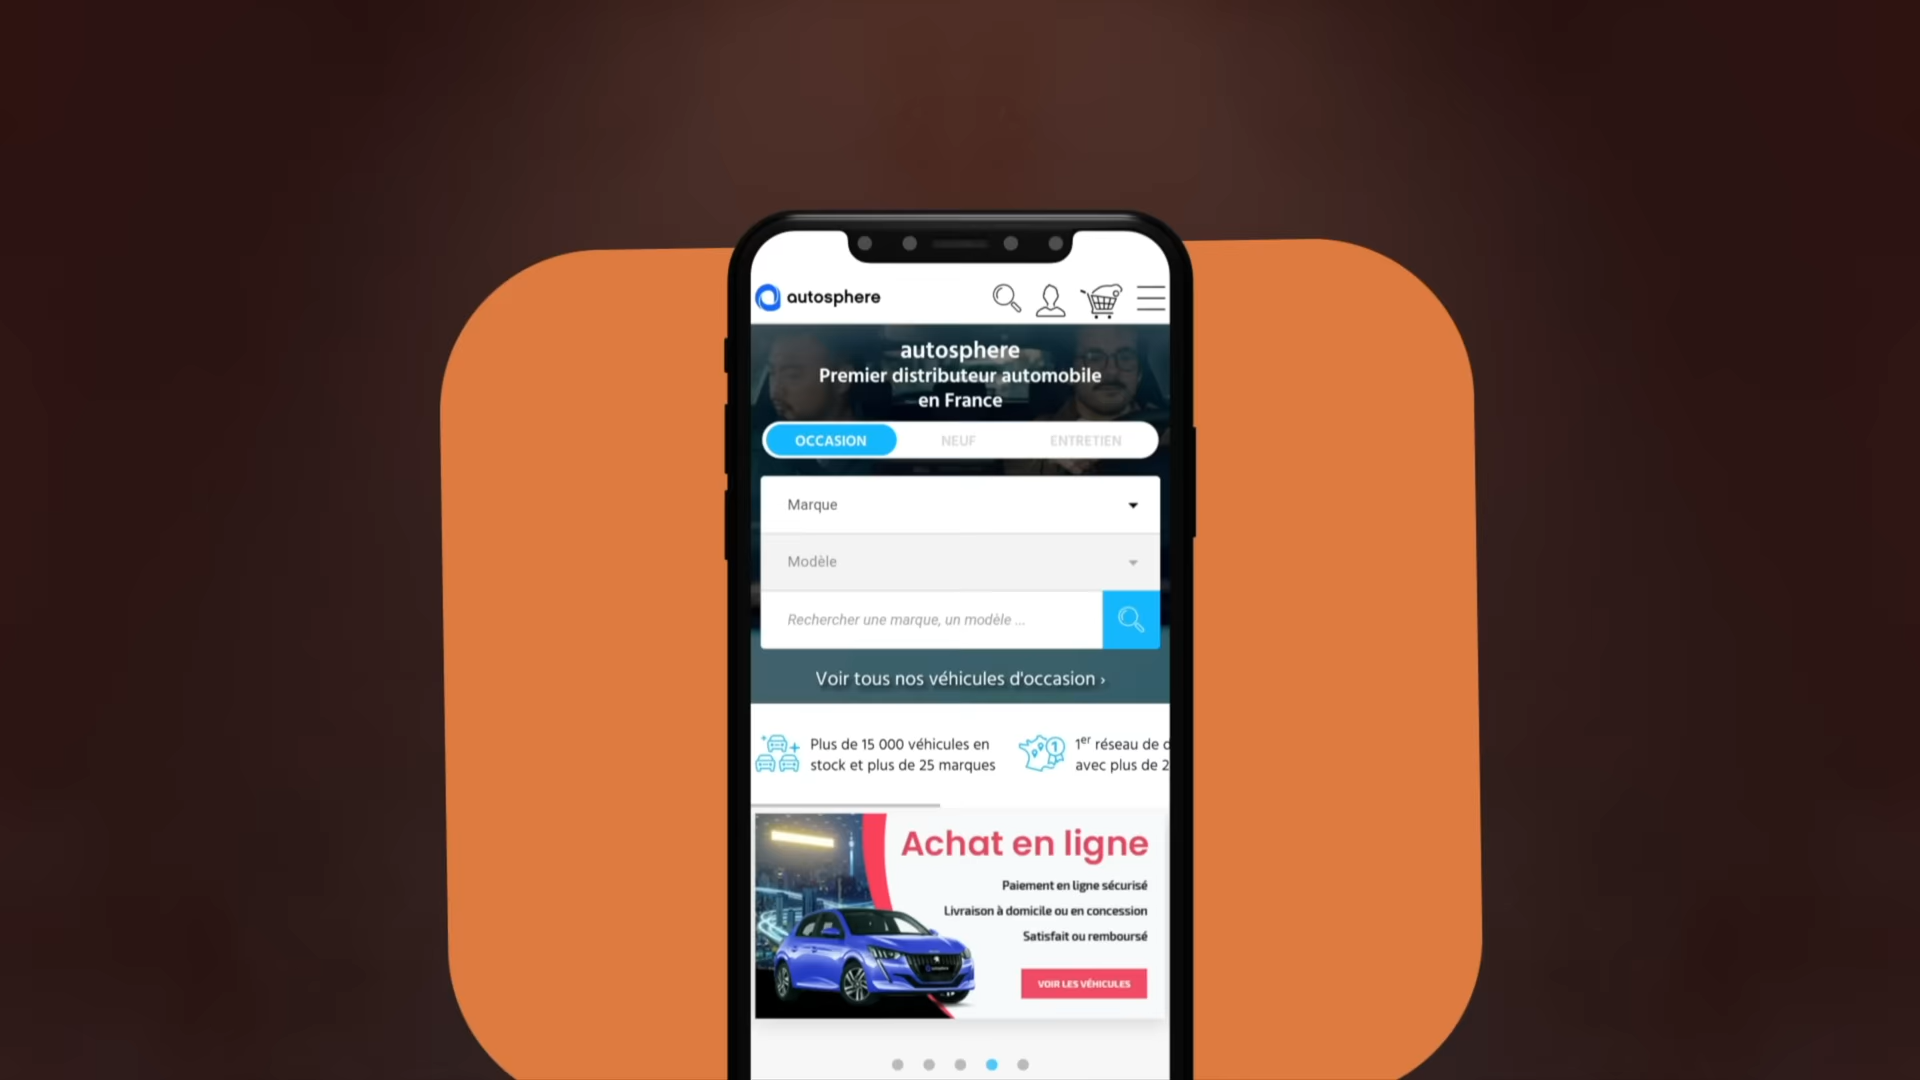 autosphere
autosphere
Premier distributeur automobile
en France
OCCASION
NEUF
ENTRETIEN
Marque
Modèle
Rechercher une marque, un modèle ...
Voir tous nos véhicules d'occasion ›
Plus de 15 000 véhicules en
stock et plus de 25 marques
1er réseau de d
avec plus de 2
Achat en ligne
Paiement en ligne sécurisé
Livraison à domicile ou en concession
Satisfait ou remboursé
VOIR LES VÉHICULES